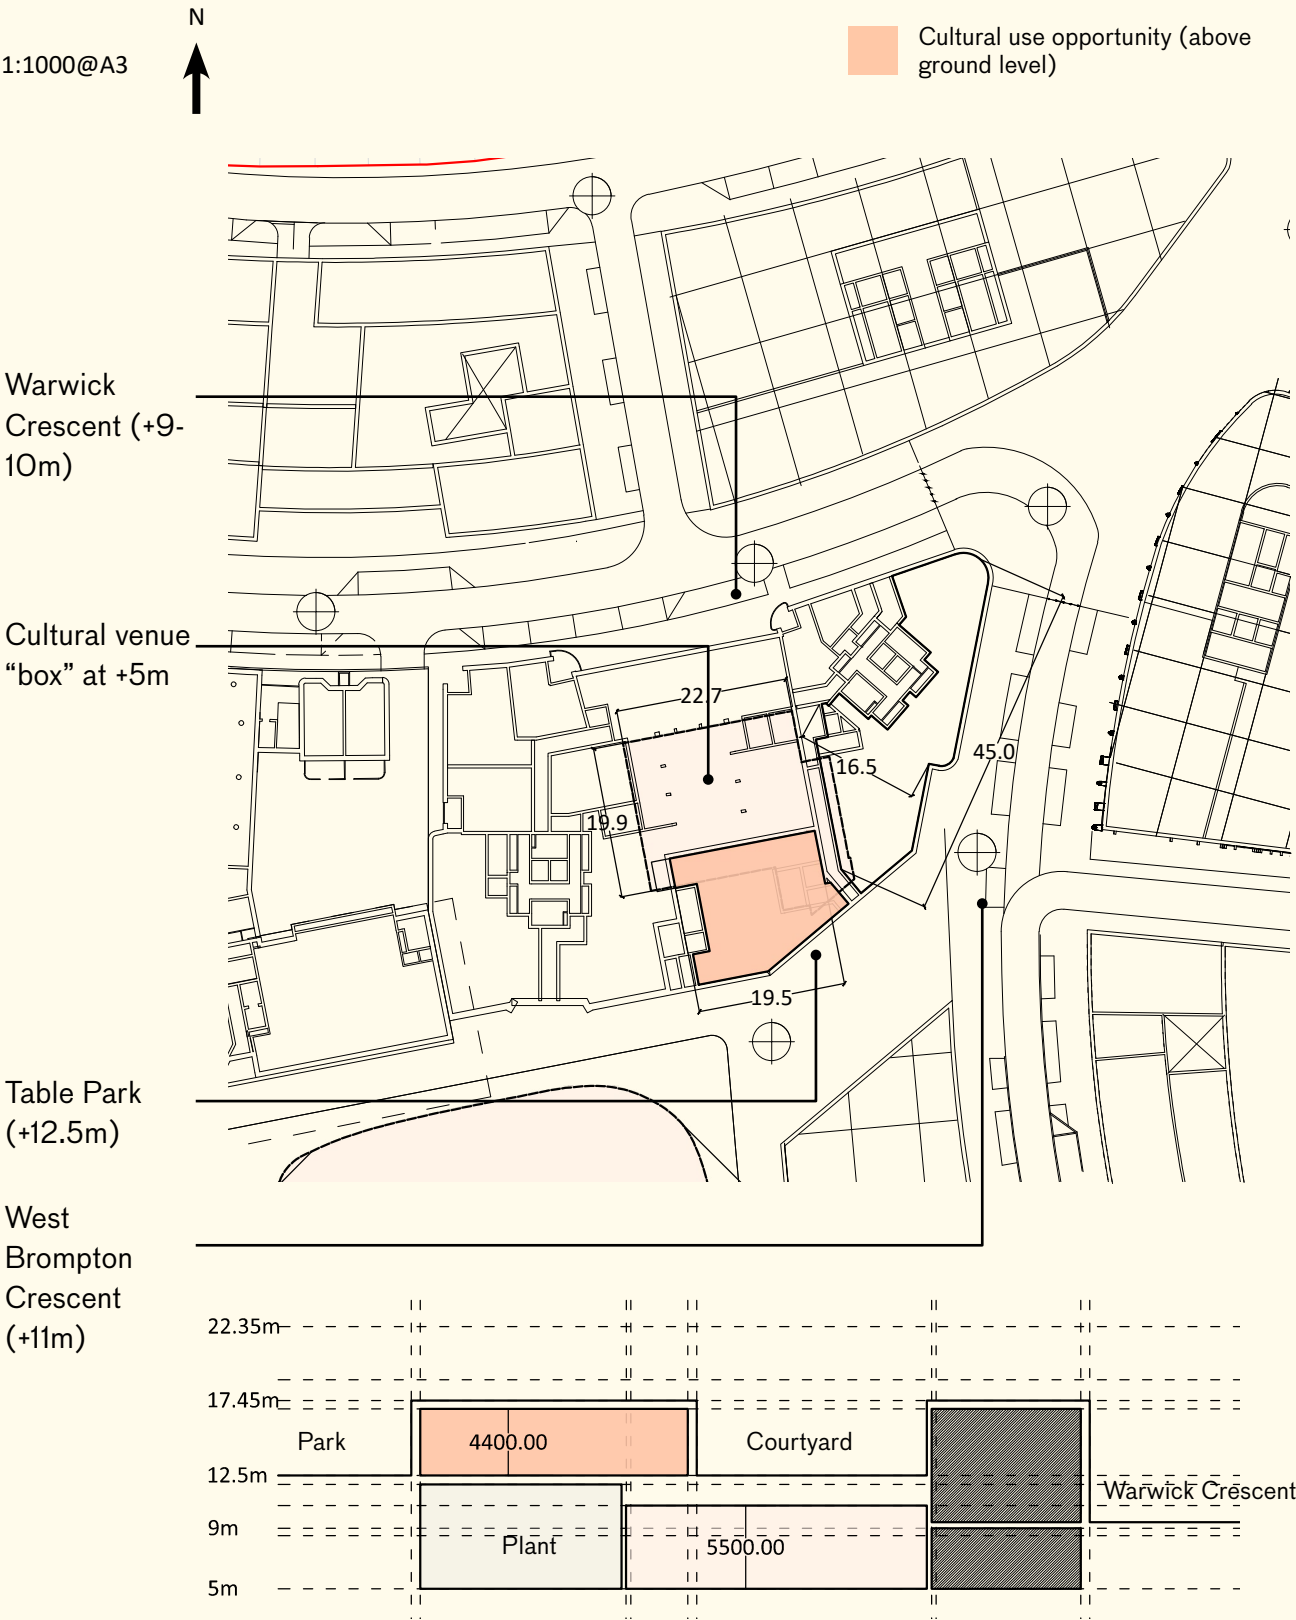 N
1:1000@A3
Cultural use opportunity (above
ground level)
Warwick
Crescent (+9-
10m)
Cultural venue
“box” at +5m
22.7
16.5
45.0
19.9
19.5
Table Park
(+12.5m)
West
Brompton
Crescent
(+11m)
22.35m
17.45m
Park
4400.00
Courtyard
12.5m
Warwick Crescent
9m
Plant
5500.00
5m